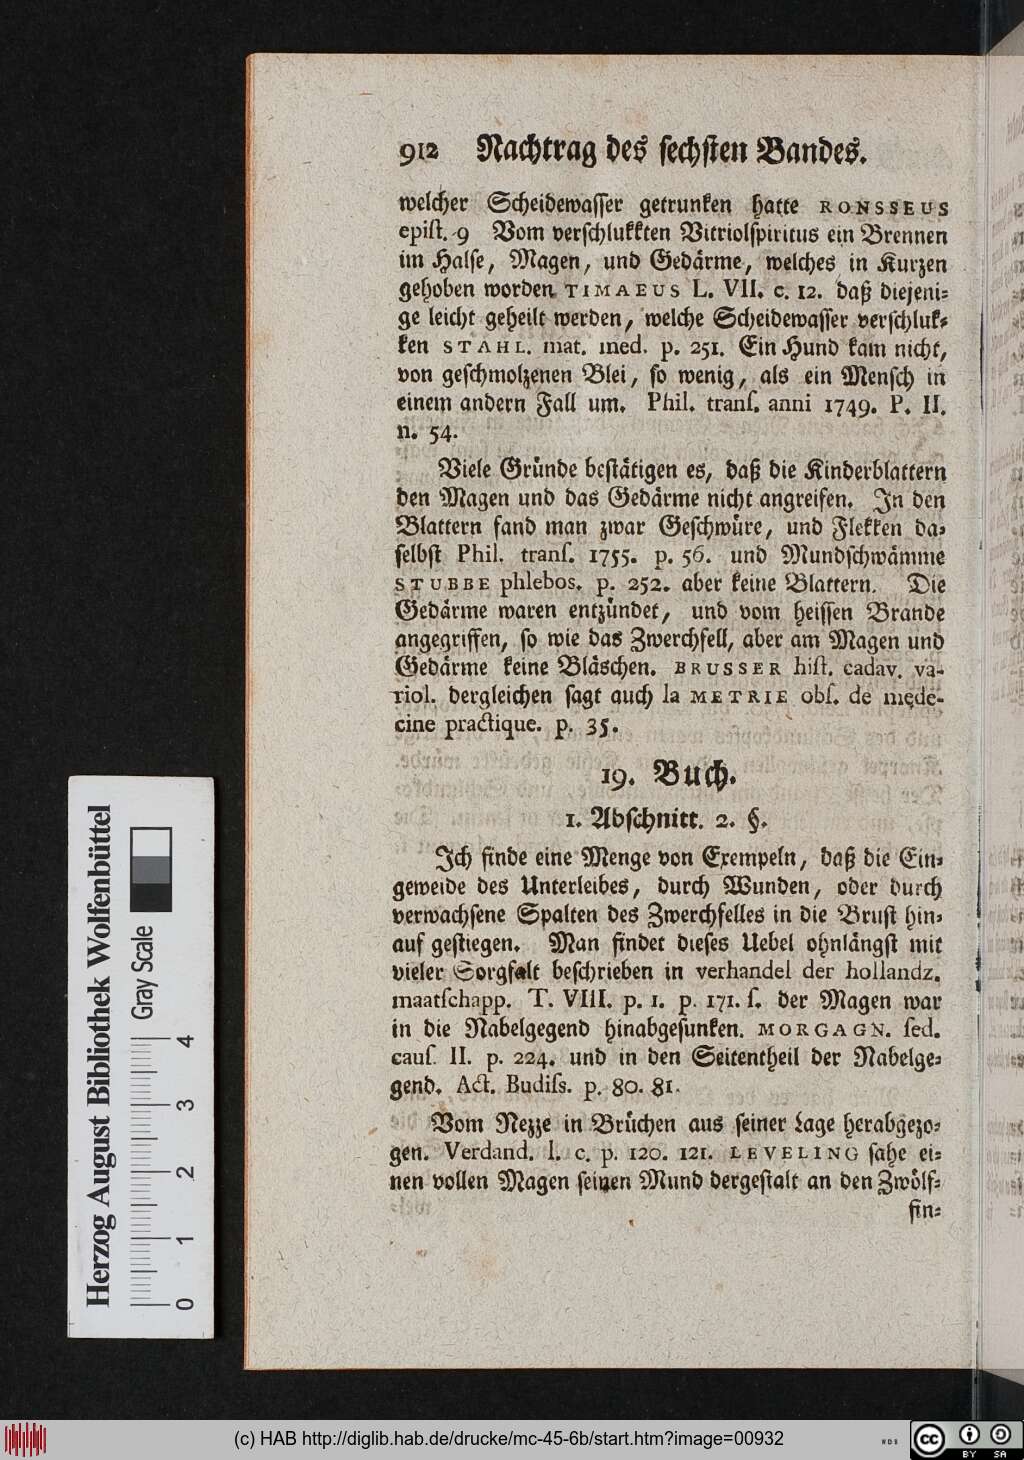 912 Nachtrag des sechsten Bandes.
welcher Scheidewasser getrunken hatte RONSSEUS
epist. 9 Vom verschlukkten Vitriolspiritus ein Brennen
im Halse, Magen, und Gedärme, welches in Kurzen
gehoben worden TIMAEUS L. VII. c. 12. daß diejeni-
ge leicht geheilt werden, welche Scheidewasser verschluk-
ken STAHL. mat. med. p. 251. Ein Hund kam nicht,
von geschmolzenen Blei, so wenig, als ein Mensch in
einem andern Fall um. Phil. trans. anni 1749. P. II.
n. 54.
Viele Gründe bestätigen es, daß die Kinderblattern
den Magen und das Gedärme nicht angreifen. In den
Blattern fand man zwar Geschwüre, und Flekken da-
selbst Phil. trans. 1755. p. 56. und Mundschwämme
STUBBE phlebos. p. 252. aber keine Blattern. Die
Gedärme waren entzündet, und vom heissen Brande
angegriffen, so wie das Zwerchfell, aber am Magen und
Gedärme keine Bläschen. BRUSSER hist. cadav. va-
riol. dergleichen sagt auch la METRIE obs. de mede-
cine practique. p. 35.
19. Buch.
1. Abschnitt. 2. §.
Ich finde eine Menge von Exempeln, daß die Ein-
geweide des Unterleibes, durch Wunden, oder durch
verwachsene Spalten des Zwerchfelles in die Brust hin-
auf gestiegen. Man findet dieses Uebel ohnlängst mit
vieler Sorgfalt beschrieben in verhandel der hollandz.
maatschapp. T. VIII. p. 1. p. 171. s. der Magen war
in die Nabelgegend hinabgesunken. MORGAGN. sed.
caus. II. p. 224. und in den Seitentheil der Nabelge-
gend. Act. Budiss. p. 80. 81.
Vom Nezze in Brüchen aus seiner Lage herabgezo-
gen. Verdand. l. c. p. 120. 121. LEVELING sahe ei-
nen vollen Magen seinen Mund dergestalt an den Zwölf-
fin-
Herzog August Bibliothek Wolfenbüttel
Gray Scale
0 1 2 3 4
(c) HAB http://diglib.hab.de/drucke/mc-45-6b/start.htm?image=00932
cc BY SA